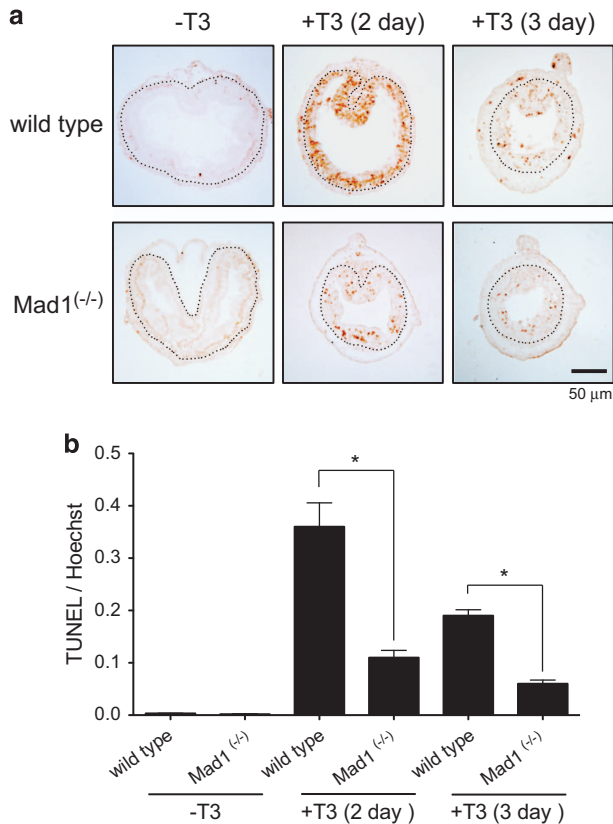 a
-T3 +T3 (2 day) +T3 (3 day)
wild type
Mad1(-/-)
50 μm
b
TUNEL / Hoechst
0.5
0.4
0.3
0.2
0.1
0.0
* *
wild type Mad1 (-/-) wild type Mad1 (-/-) wild type Mad1 (-/-)
-T3 +T3 (2 day ) +T3 (3 day )